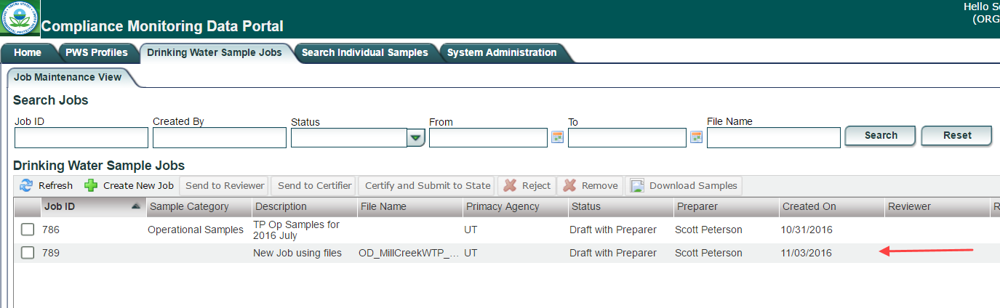 Hello S
Compliance Monitoring Data Portal
(ORG
Home PWS Profiles Drinking Water Sample Jobs Search Individual Samples System Administration
Job Maintenance View
Search Jobs
Job ID Created By Status From To File Name
Search Reset
Drinking Water Sample Jobs
Refresh Create New Job Send to Reviewer Send to Certifier Certify and Submit to State Reject Remove Download Samples
Job ID Sample Category Description File Name Primacy Agency Status Preparer Created On Reviewer R
786 Operational Samples TP Op Samples for UT Draft with Preparer Scott Peterson 10/31/2016
2016 July
789 New Job using files OD_MillCreekWTP_... UT Draft with Preparer Scott Peterson 11/03/2016